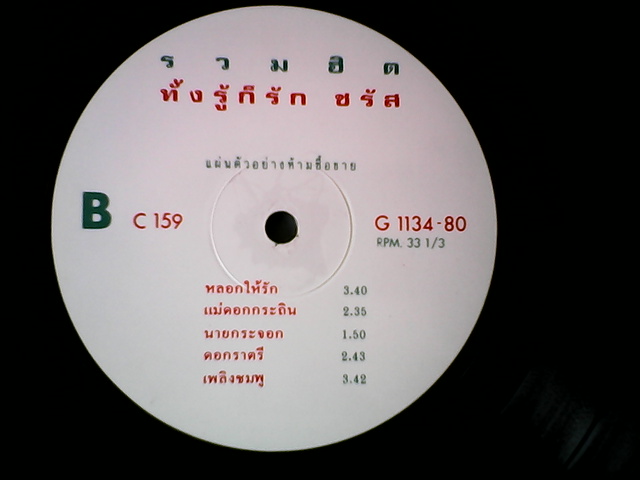 รวมฮิต
ทั้งรู้ก็รัก ขรัส
แผ่นตัวอย่างห้ามซื้อขาย
B C 159
G 1134-80
RPM. 33 1/3
หลอกให้รัก 3.40
แม่ดอกกระถิน 2.35
นายกระจอก 1.50
ดอกราตรี 2.43
เพลิงชมพู 3.42